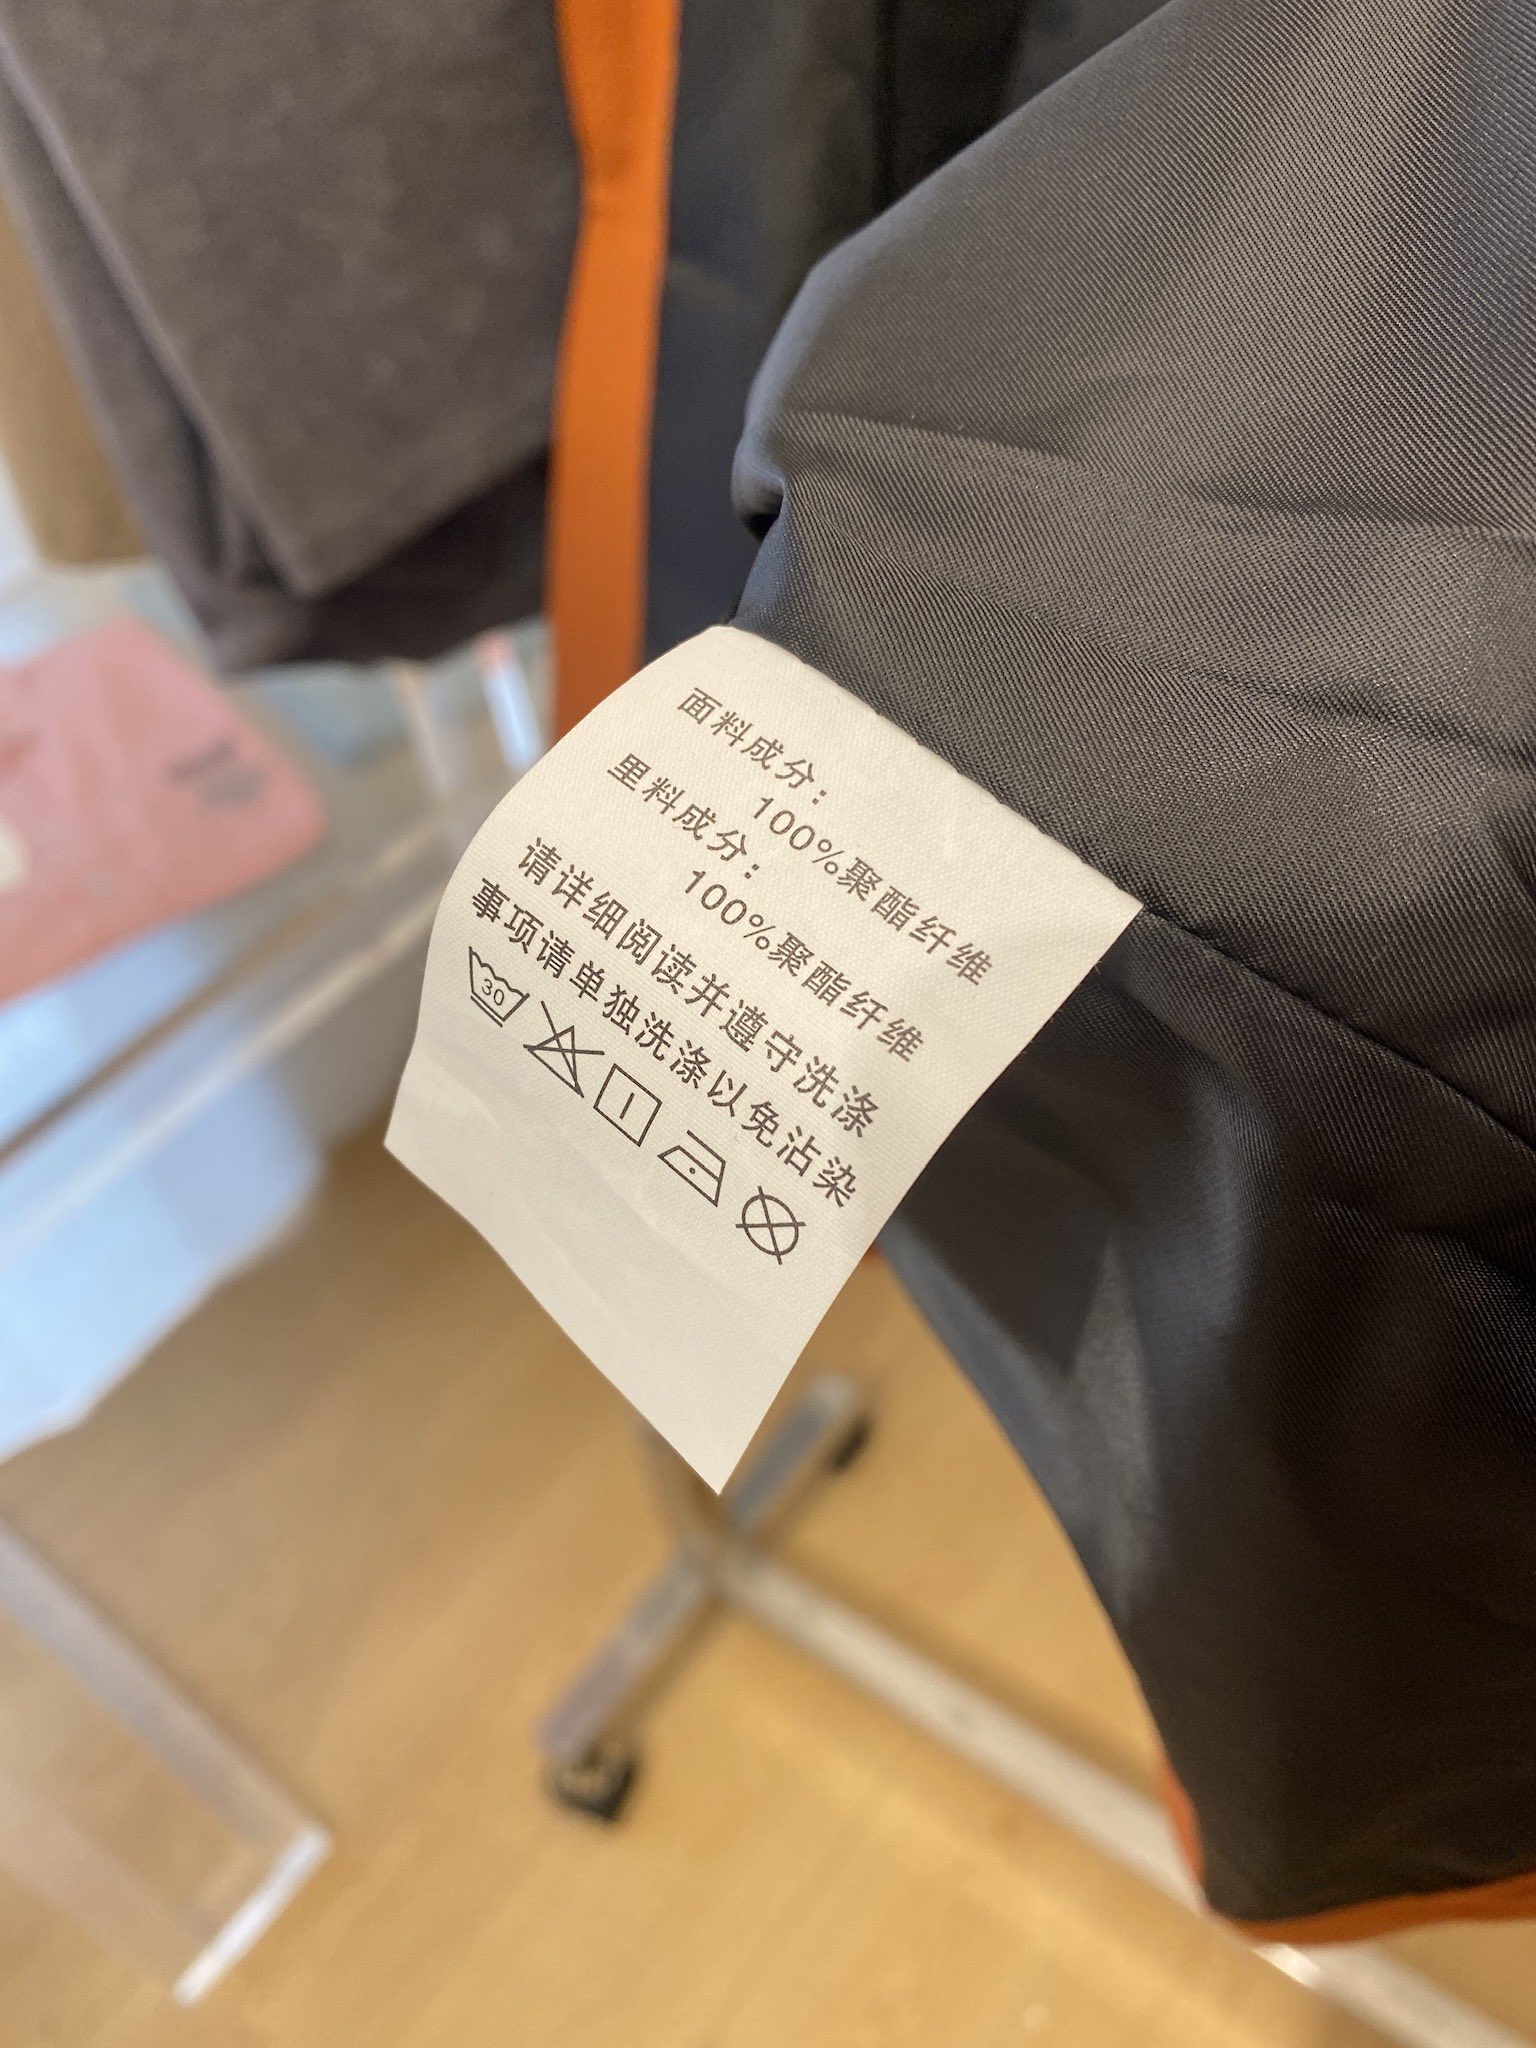 面料成分：
100%聚酯纤维
里料成分：
100%聚酯纤维
请详细阅读并遵守洗涤
事项请单独洗涤以免沾染
30